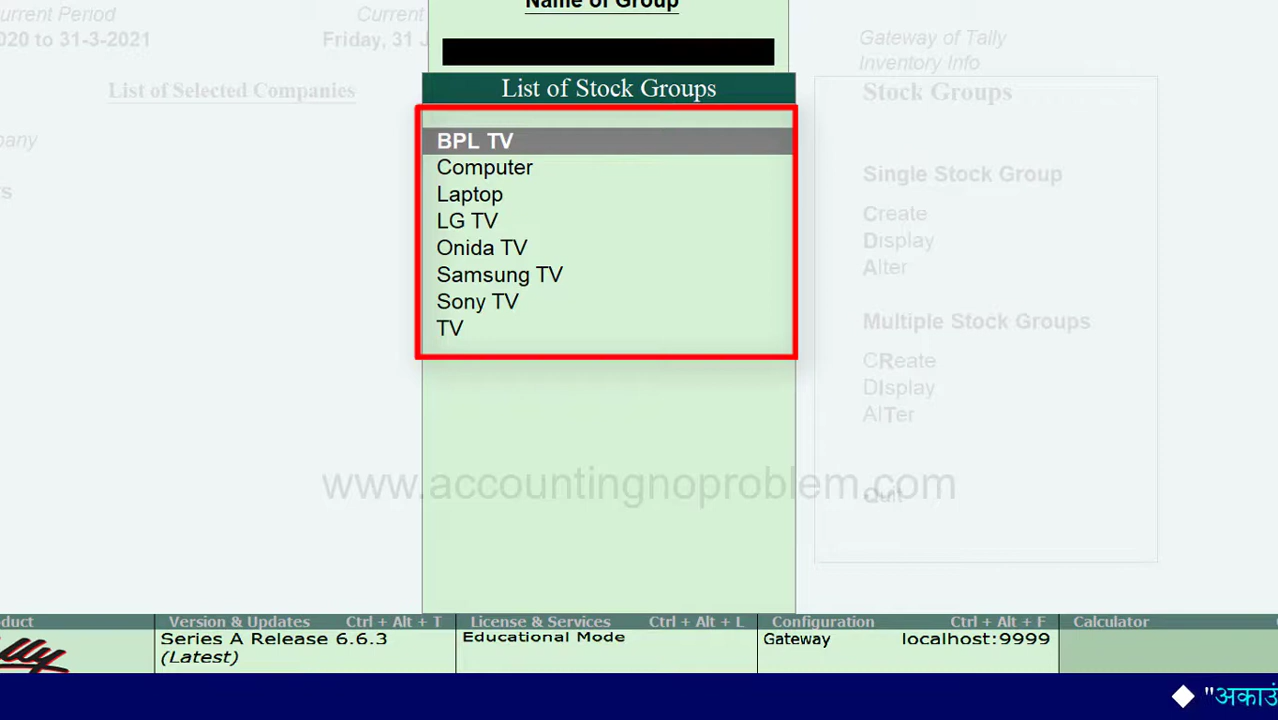 urrent Period
Current
020 to 31-3-2021
Friday, 31 J
List of Selected Companies
pany
s
Name of Group
List of Stock Groups
BPL TV
Computer
Laptop
LG TV
Onida TV
Samsung TV
Sony TV
TV
Gateway of Tally
Inventory Info
Stock Groups
Single Stock Group
Create
Display
Alter
Multiple Stock Groups
CReate
DIsplay
AlTer
Quit
www.accountingnoproblem.com
duct
Version & Updates Ctrl + Alt + T
License & Services Ctrl + Alt + L
Configuration Ctrl + Alt + F
Calculator
Series A Release 6.6.3
(Latest)
Educational Mode
Gateway localhost:9999
◆ "अकाउं